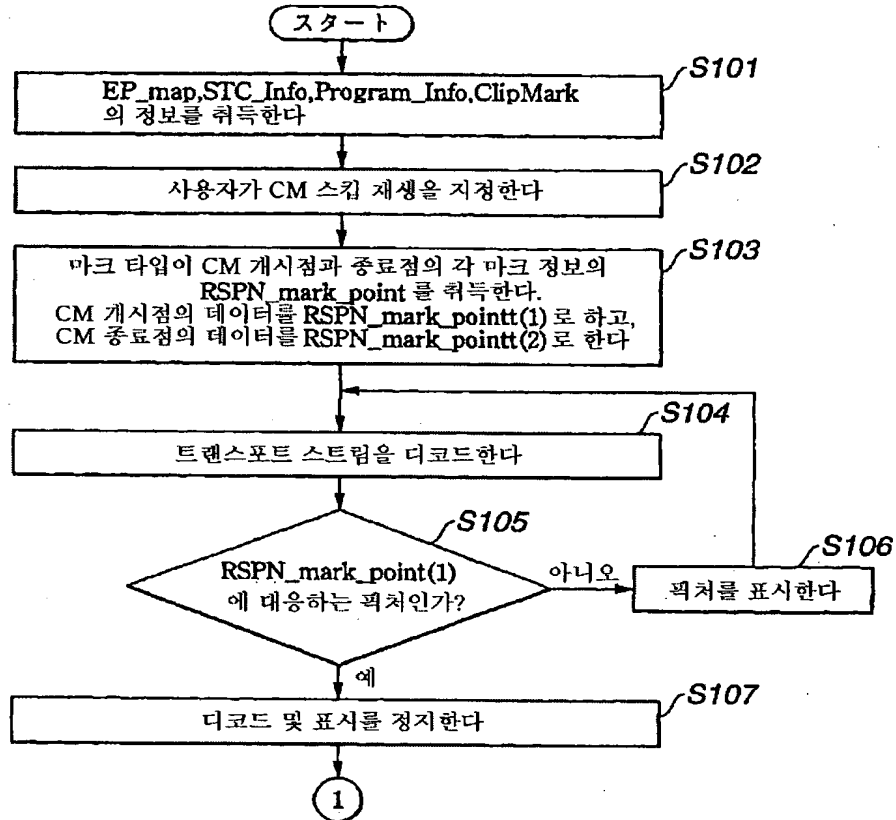 スタート
S101
EP_map,STC_Info,Program_Info,ClipMark
의 정보를 취득한다
S102
사용자가 CM 스킵 재생을 지정한다
S103
마크 타입이 CM 개시점과 종료점의 각 마크 정보의
RSPN_mark_point 를 취득한다.
CM 개시점의 데이터를 RSPN_mark_pointt(1) 로 하고,
CM 종료점의 데이터를 RSPN_mark_pointt(2) 로 한다
S104
트랜스포트 스트림을 디코드한다
S105
RSPN_mark_point(1)
에 대응하는 픽처인가?
아니오
S106
픽처를 표시한다
예
S107
디코드 및 표시를 정지한다
1